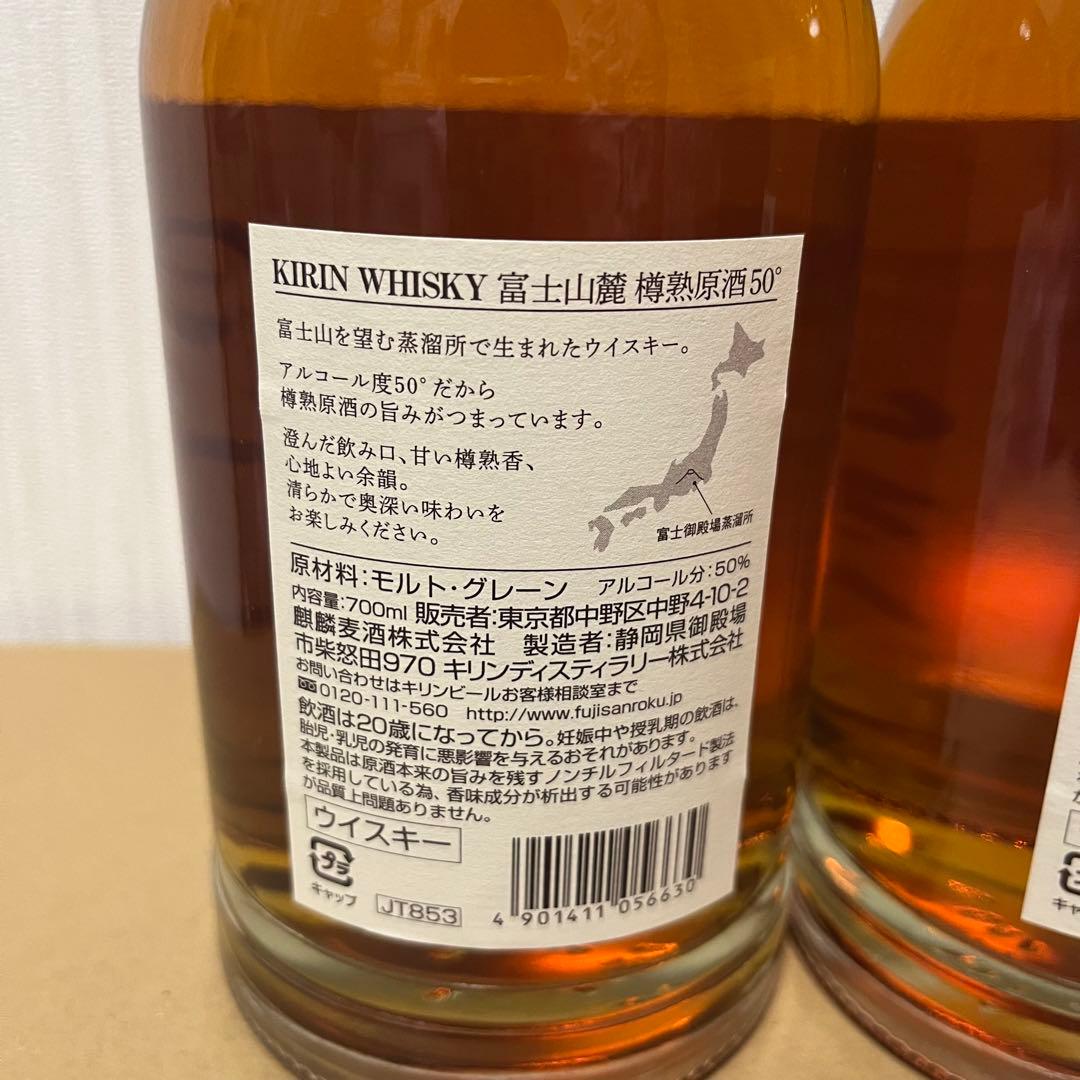 KIRIN WHISKY 富士山麓 樽熟原酒50°
富士山を望む蒸溜所で生まれたウイスキー。
アルコール度50°だから
樽熟原酒の旨みがつまっています。
澄んだ飲み口、甘い樽熟香、
心地よい余韻。
清らかで奥深い味わいを
お楽しみください。
富士御殿場蒸溜所
原材料:モルト・グレーン アルコール分:50%
内容量:700ml 販売者:東京都中野区中野4-10-2
麒麟麦酒株式会社 製造者:静岡県御殿場
市柴怒田970 キリンディスティラリー株式会社
お問い合わせはキリンビールお客様相談室まで
0120-111-560 http://www.fujisanroku.jp
飲酒は20歳になってから。妊娠中や授乳期の飲酒は、
胎児・乳児の発育に悪影響を与えるおそれがあります。
本製品は原酒本来の旨みを残すノンチルフィルタード製法
を採用している為、香味成分が析出する可能性があります
が品質上問題ありません。
ウイスキー
プラ
キャップ
JT853
4 901411 056630